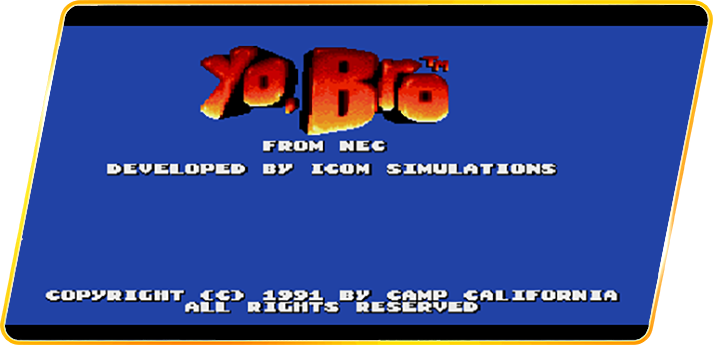 Yo, Bro™
FROM NEC
DEVELOPED BY ICOM SIMULATIONS
COPYRIGHT (C) 1991 BY CAMP CALIFORNIA
ALL RIGHTS RESERVED